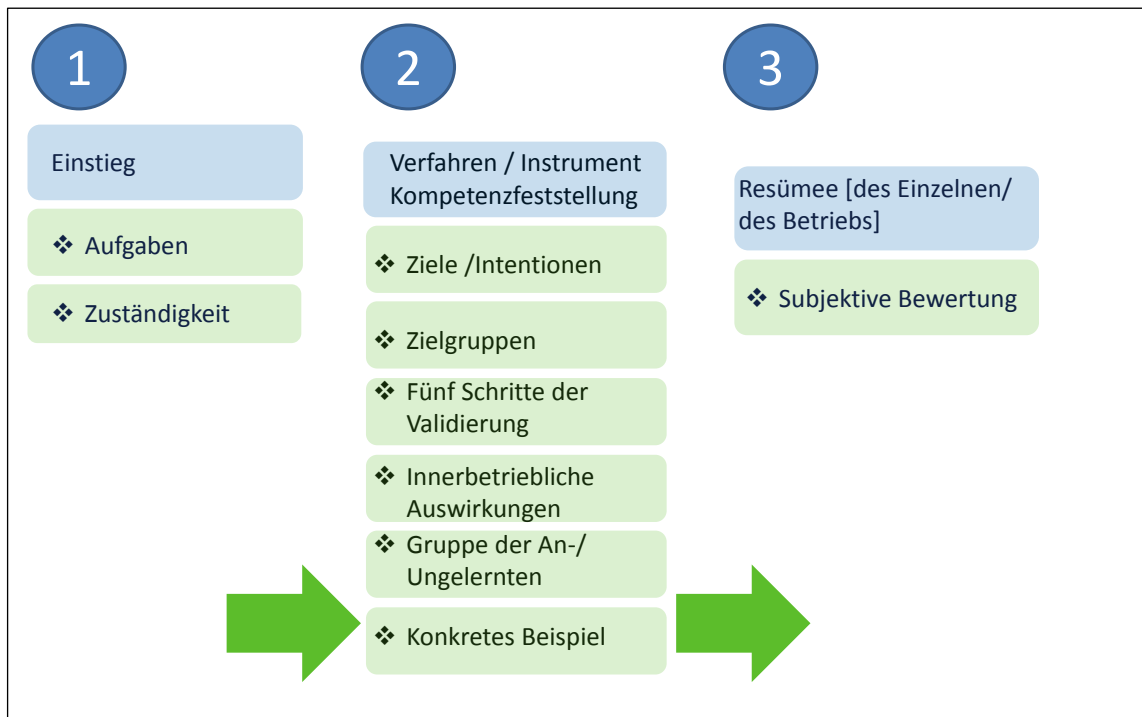 1
Einstieg
❖ Aufgaben
❖ Zuständigkeit
2
Verfahren / Instrument
Kompetenzfeststellung
❖ Ziele /Intentionen
❖ Zielgruppen
❖ Fünf Schritte der
Validierung
❖ Innerbetriebliche
Auswirkungen
❖ Gruppe der An-/
Ungelernten
❖ Konkretes Beispiel
3
Resümee [des Einzelnen/
des Betriebs]
❖ Subjektive Bewertung